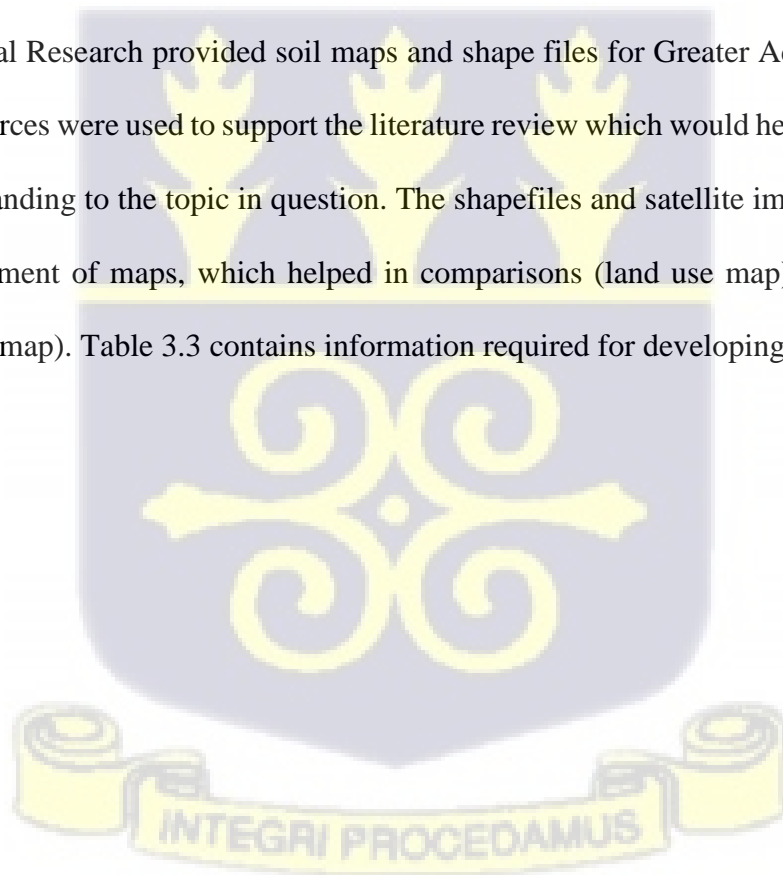 al Research provided soil maps and shape files for Greater Ac
rces were used to support the literature review which would he
anding to the topic in question. The shapefiles and satellite im
ment of maps, which helped in comparisons (land use map)
map). Table 3.3 contains information required for developing
INTEGRI PROCEDAMUS